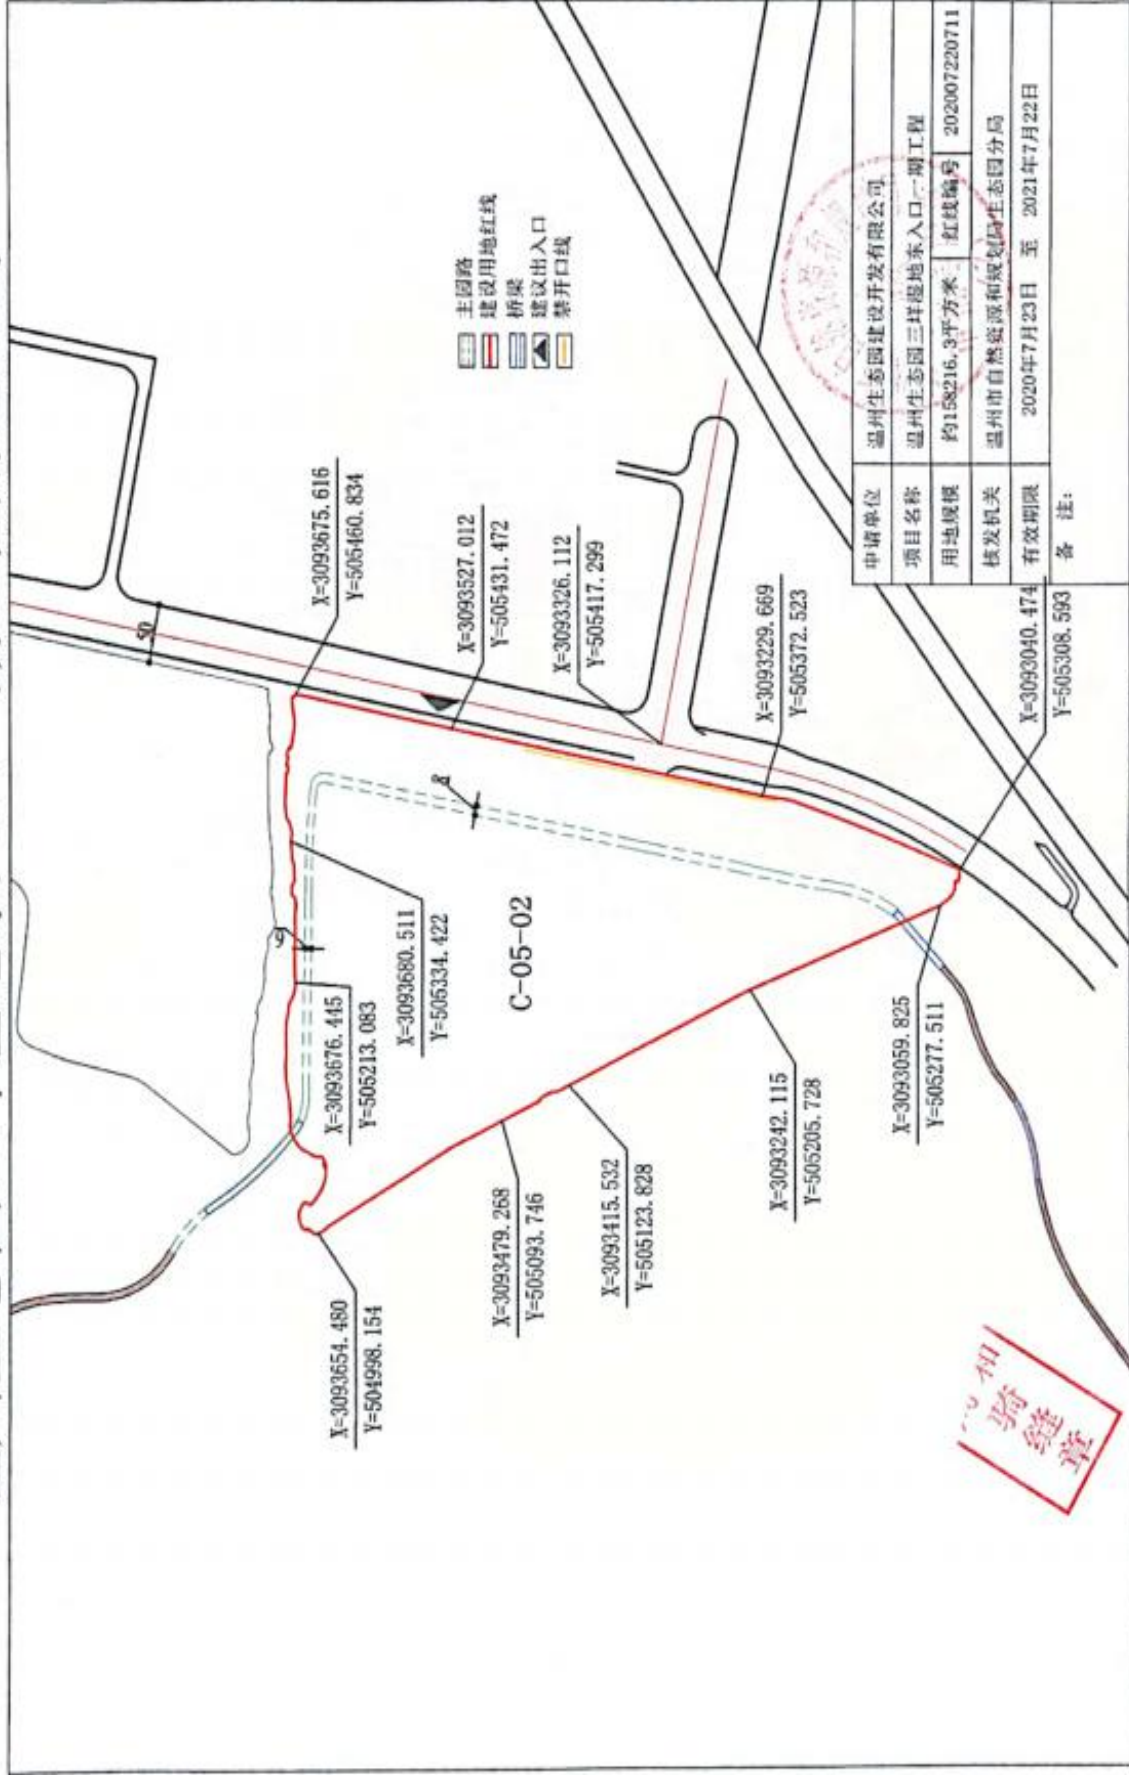 主园路
建设用地红线
桥梁
建议出入口
禁开口线
50
X=3093675.616
Y=505460.834
X=3093527.012
Y=505431.472
X=3093326.112
Y=505417.299
X=3093229.669
Y=505372.523
X=3093040.474
Y=505308.593
8
6
X=3093680.511
Y=505334.422
C-05-02
X=3093676.445
Y=505213.083
X=3093059.825
Y=505277.511
X=3093242.115
Y=505205.728
X=3093415.532
Y=505123.828
X=3093479.268
Y=505093.746
X=3093654.480
Y=504998.154
申请单位 温州生态园建设开发有限公司
项目名称 温州生态园三垟湿地东入口一期工程
用地规模 约158216.3平方米 红线编号 202007220711
核发机关 温州市自然资源和规划局生态园分局
有效期限 2020年7月23日 至 2021年7月22日
备 注:
骑缝章